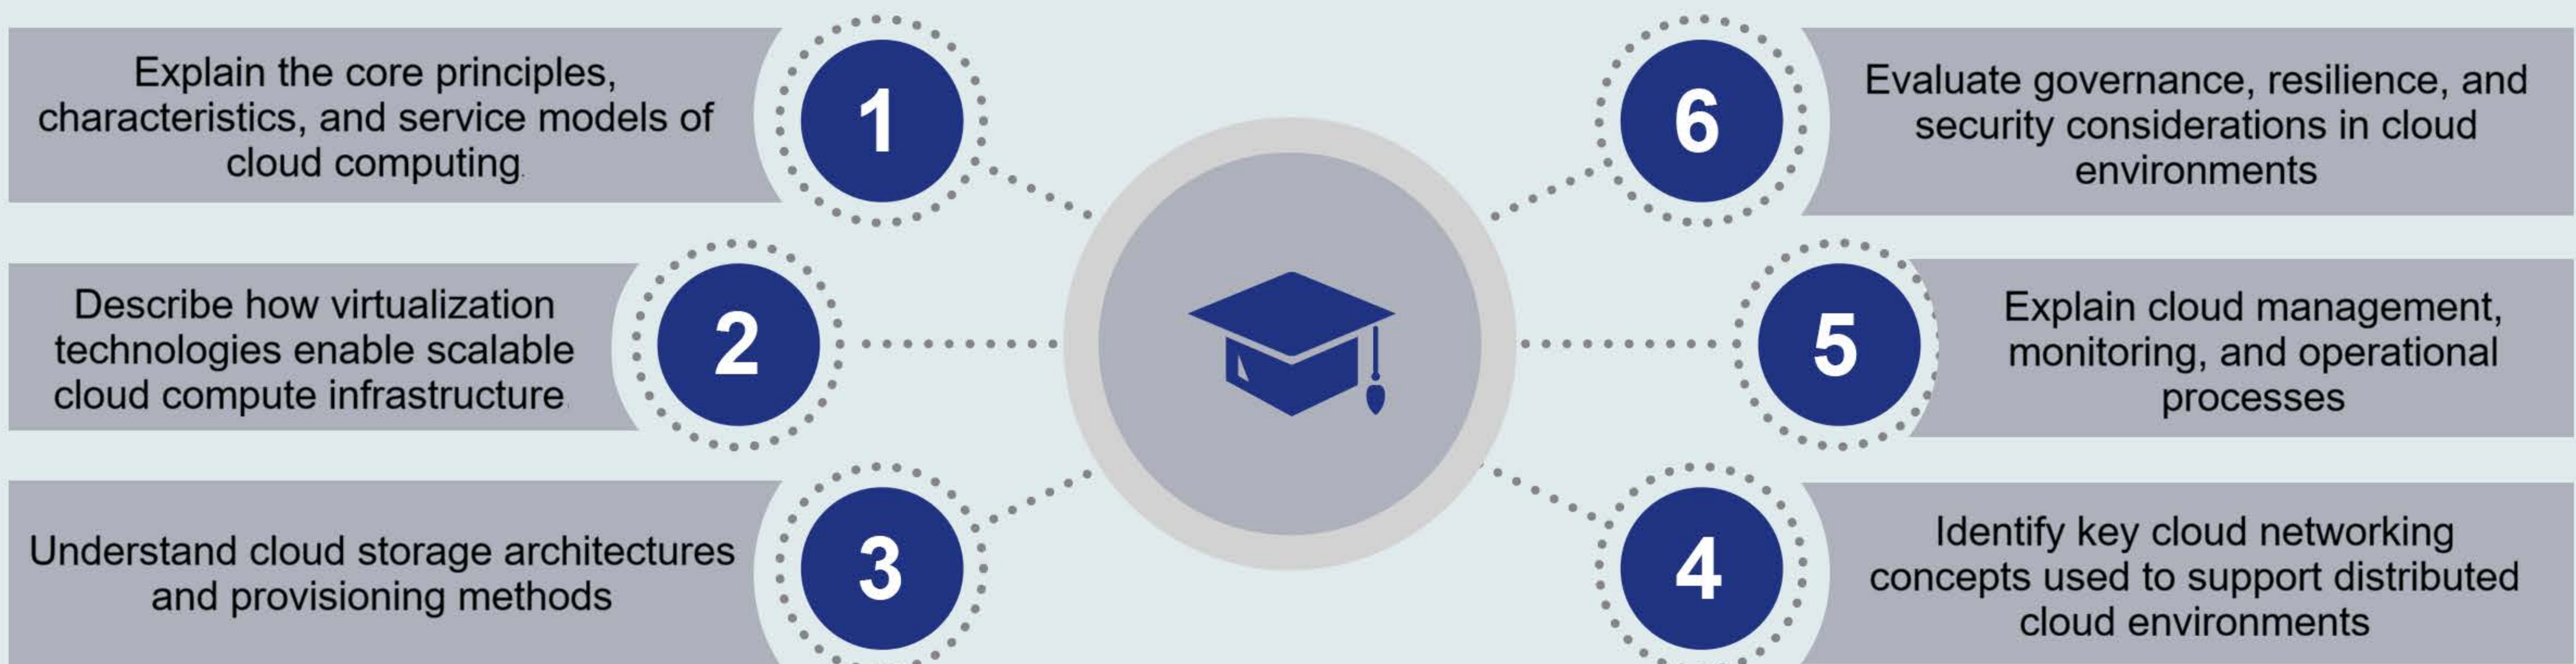 1
Explain the core principles,
characteristics, and service models of
cloud computing.
2
Describe how virtualization
technologies enable scalable
cloud compute infrastructure.
3
Understand cloud storage architectures
and provisioning methods
4
Identify key cloud networking
concepts used to support distributed
cloud environments
5
Explain cloud management,
monitoring, and operational
processes
6
Evaluate governance, resilience, and
security considerations in cloud
environments